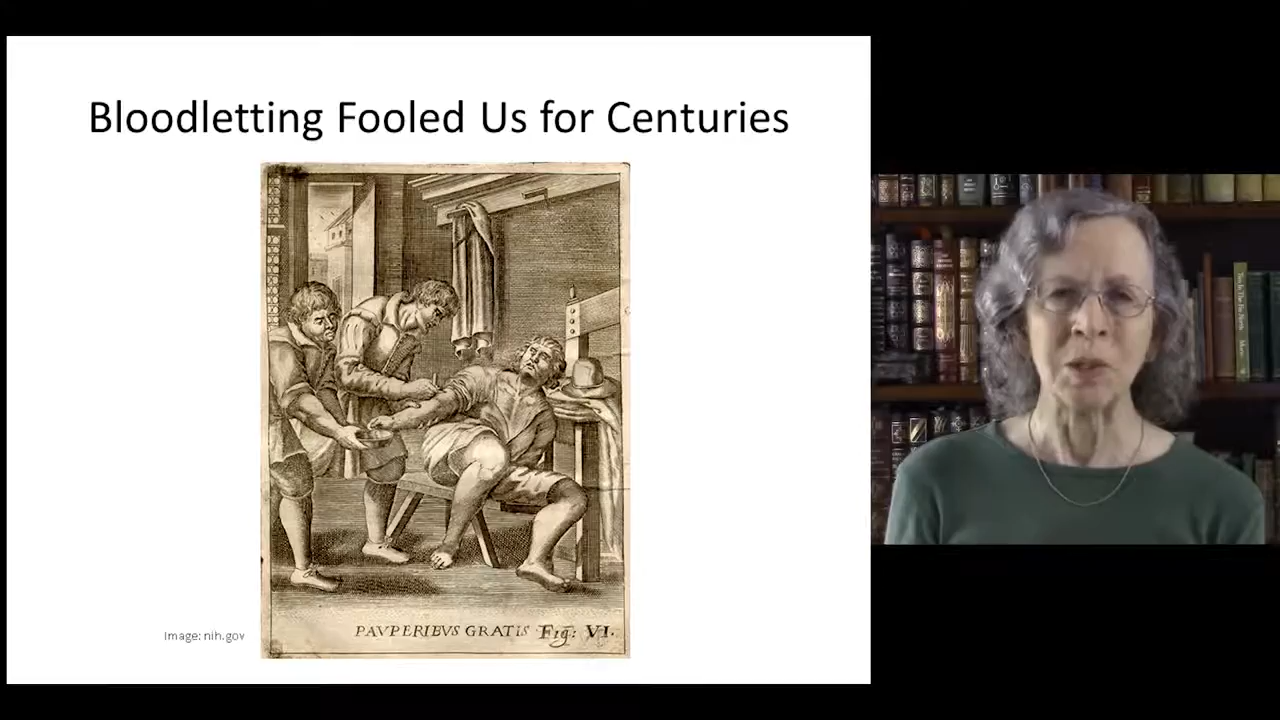 Bloodletting Fooled Us for Centuries
PAVPERIBVS GRATIS Fig: VI.
Image: nih.gov